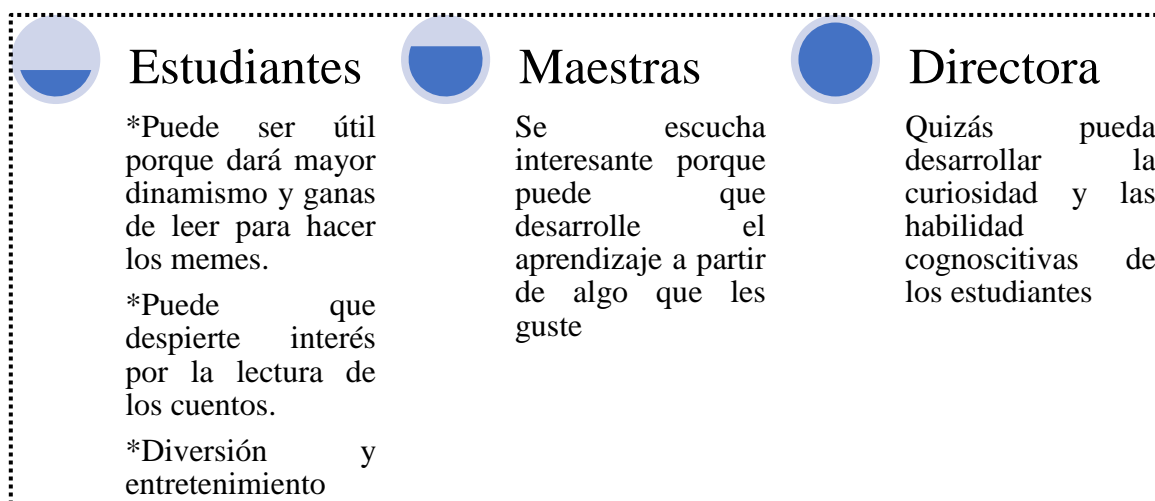 Estudiantes
*Puede ser útil
porque dará mayor
dinamismo y ganas
de leer para hacer
los memes.
*Puede que
despierte interés
por la lectura de
los cuentos.
*Diversión y
entretenimiento
Maestras
Se escucha
interesante porque
puede que
desarrolle el
aprendizaje a partir
de algo que les
guste
Directora
Quizás pueda
desarrollar la
curiosidad y las
habilidad
cognoscitivas de
los estudiantes